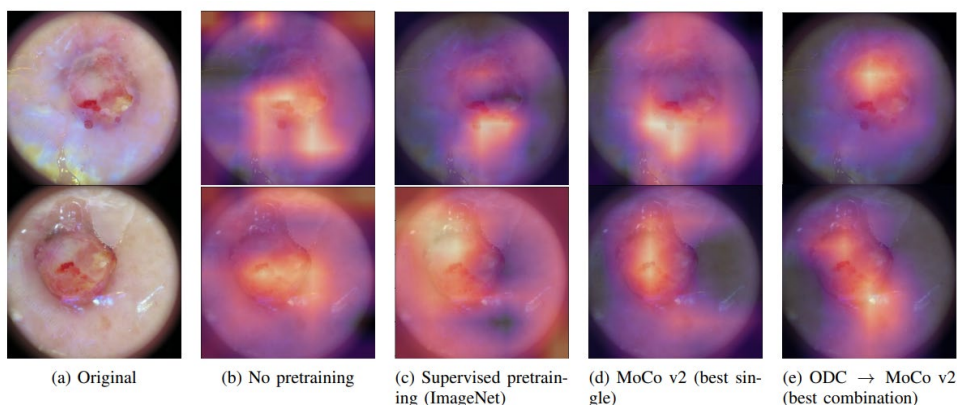 (a) Original
(b) No pretraining
(c) Supervised pretrain-
ing (ImageNet)
(d) MoCo v2 (best sin-
gle)
(e) ODC → MoCo v2
(best combination)